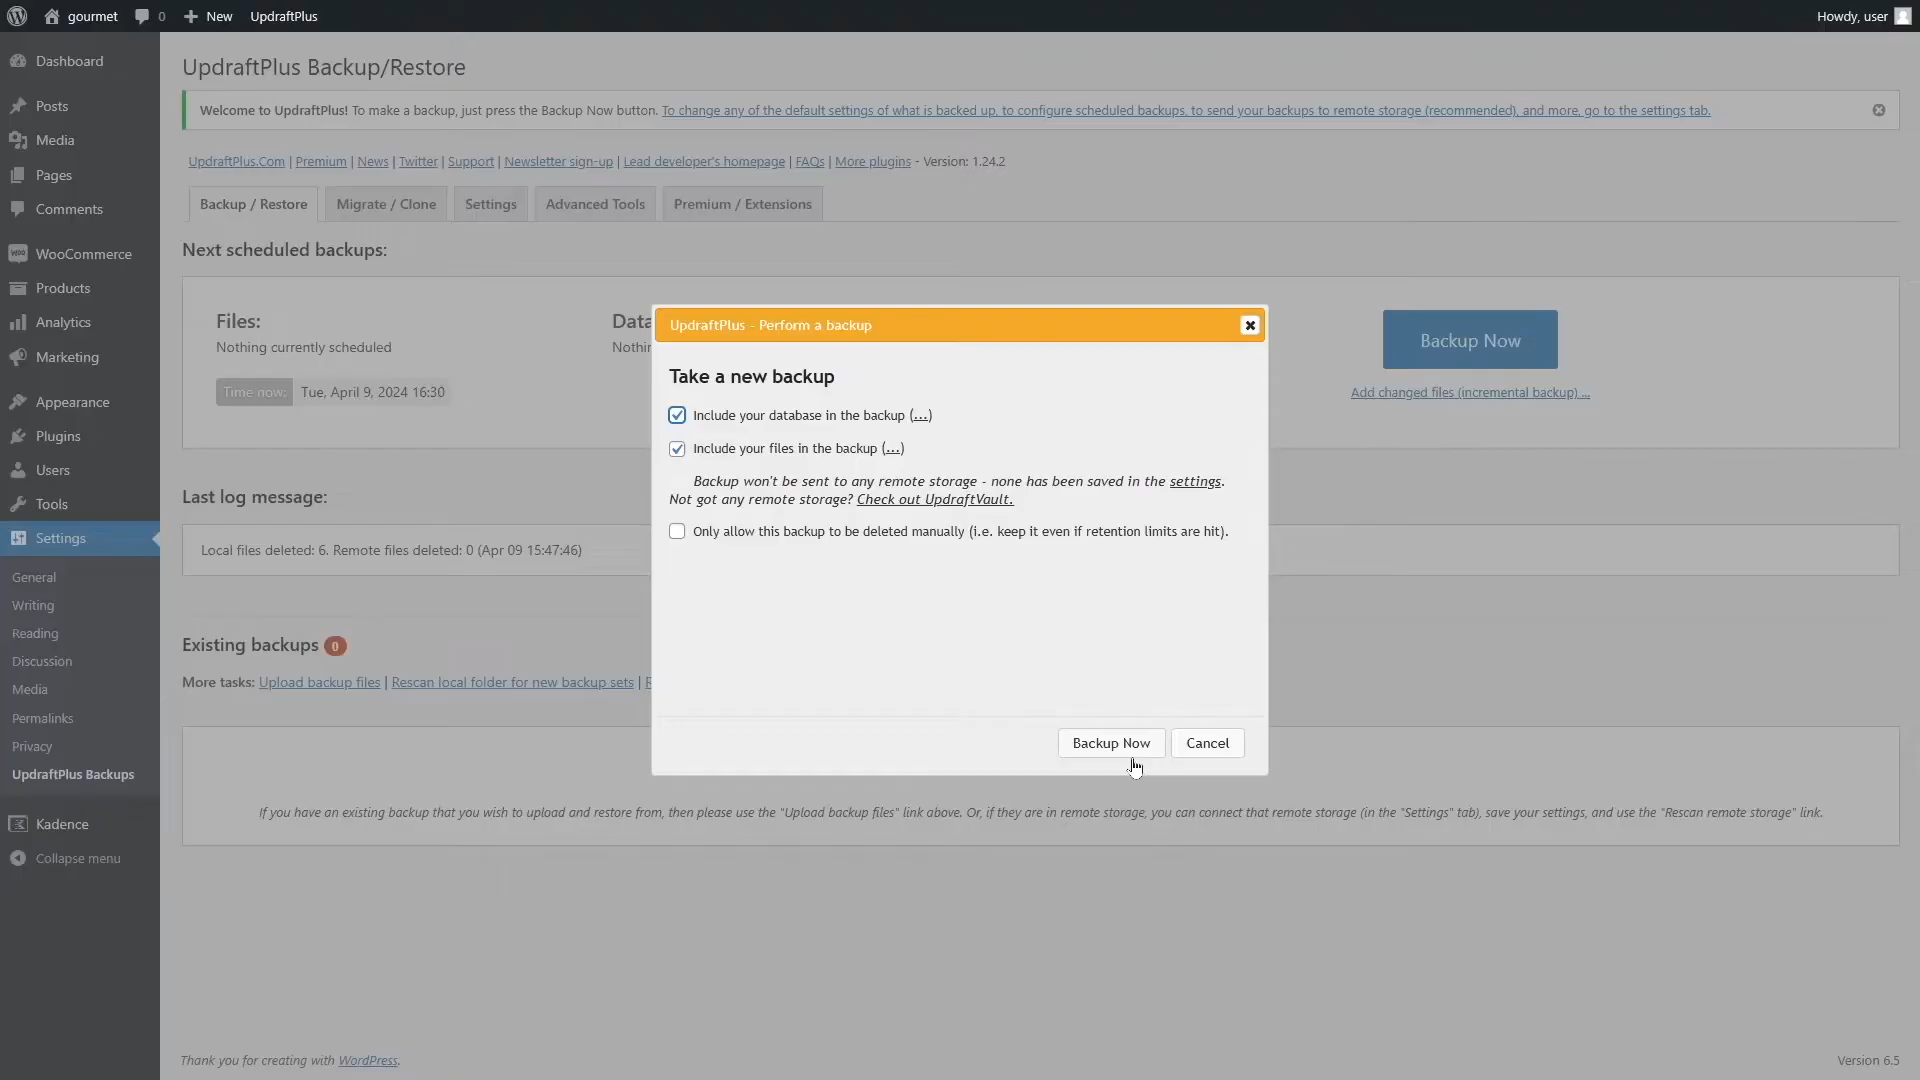 gourmet 0 New UpdraftPlus Howdy, user
Dashboard
Posts
Media
Pages
Comments
WooCommerce
Products
Analytics
Marketing
Appearance
Plugins
Users
Tools
Settings
General
Writing
Reading
Discussion
Media
Permalinks
Privacy
UpdraftPlus Backups
Kadence
Collapse menu
UpdraftPlus Backup/Restore
Welcome to UpdraftPlus! To make a backup, just press the Backup Now button. To change any of the default settings of what is backed up, to configure scheduled backups, to send your backups to remote storage (recommended), and more, go to the settings tab.
UpdraftPlus.Com | Premium | News | Twitter | Support | Newsletter sign-up | Lead developer's homepage | FAQs | More plugins - Version: 1.24.2
Backup / Restore Migrate / Clone Settings Advanced Tools Premium / Extensions
Next scheduled backups:
Files:
Nothing currently scheduled
Time now: Tue, April 9, 2024 16:30
Data
Nothin
Backup Now
Add changed files (incremental backup) ...
UpdraftPlus - Perform a backup
Take a new backup
Include your database in the backup (...)
Include your files in the backup (...)
Backup won't be sent to any remote storage - none has been saved in the settings.
Not got any remote storage? Check out UpdraftVault.
Only allow this backup to be deleted manually (i.e. keep it even if retention limits are hit).
Backup Now Cancel
Last log message:
Local files deleted: 6. Remote files deleted: 0 (Apr 09 15:47:46)
Existing backups 0
More tasks: Upload backup files | Rescan local folder for new backup sets |
If you have an existing backup that you wish to upload and restore from, then please use the "Upload backup files" link above. Or, if they are in remote storage, you can connect that remote storage (in the "Settings" tab), save your settings, and use the "Rescan remote storage" link.
Thank you for creating with WordPress.
Version 6.5